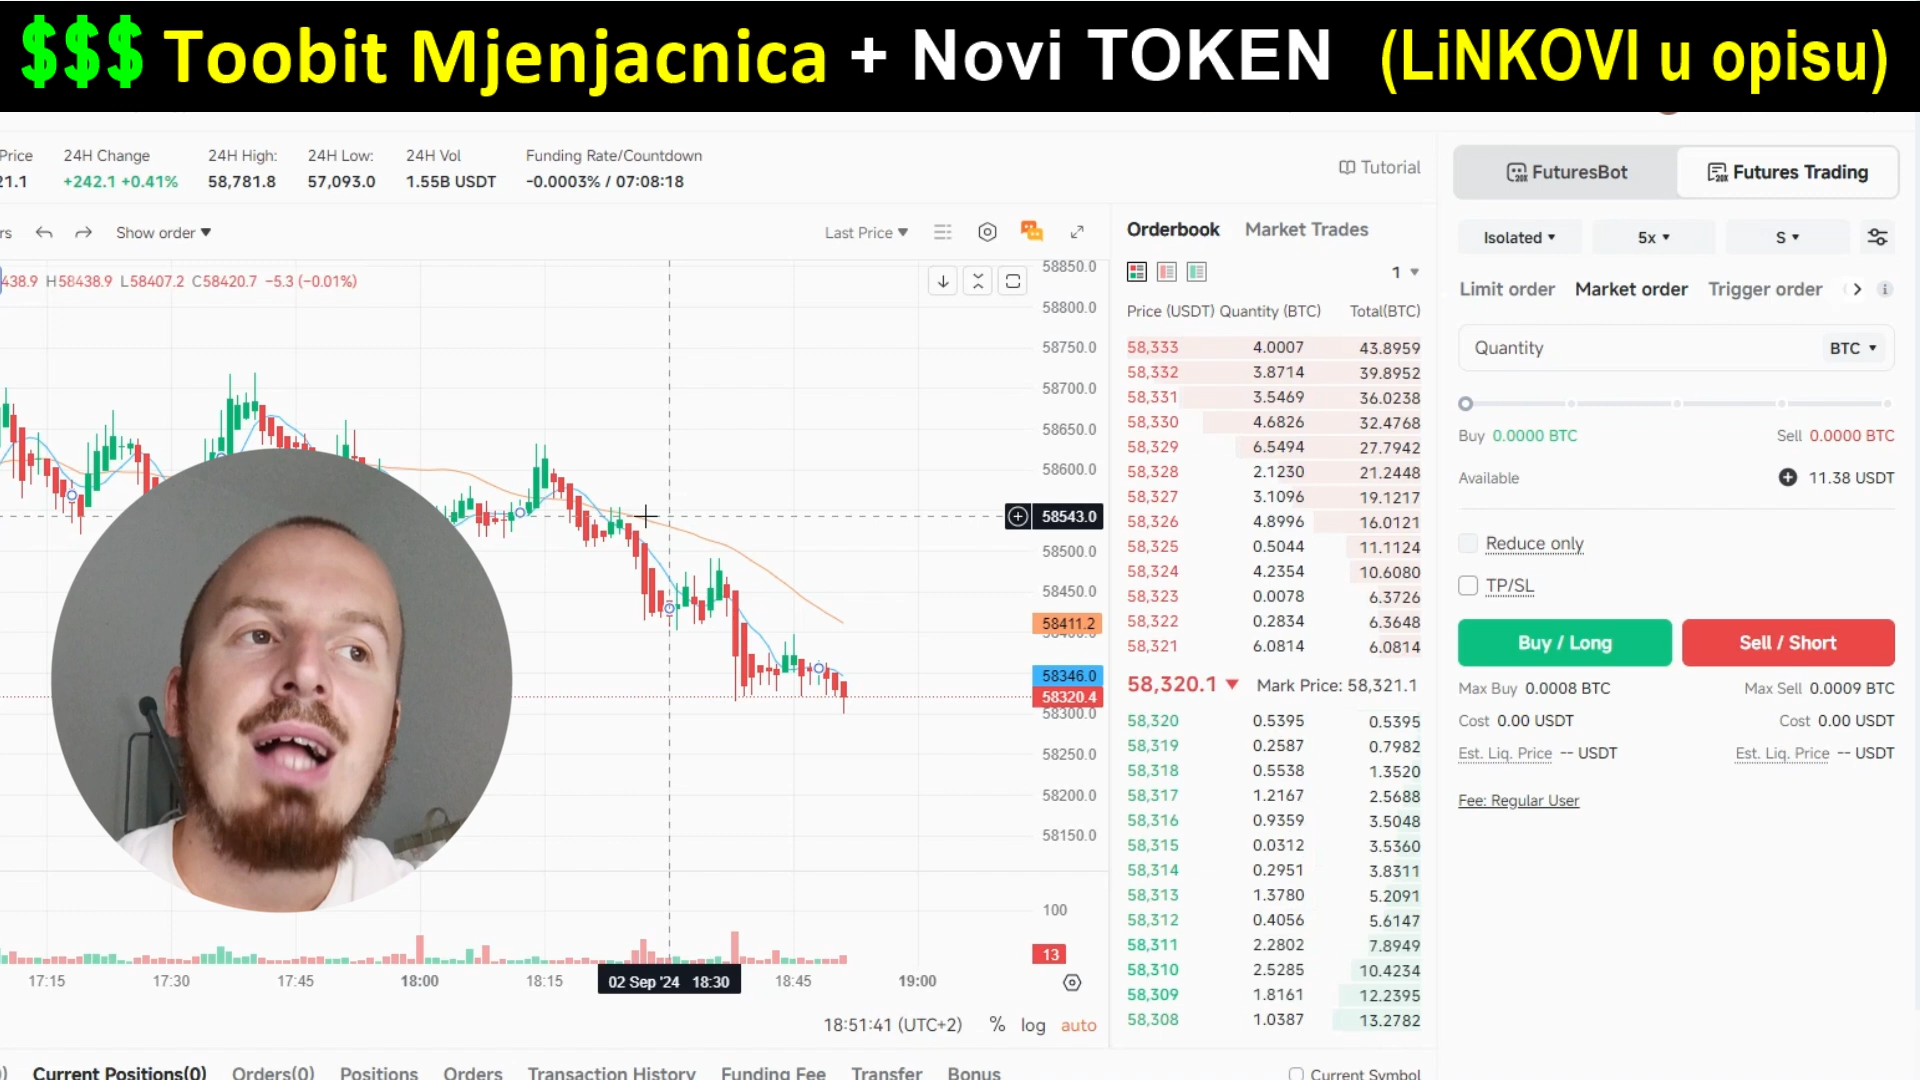 $$$ Toobit Mjenjacnica + Novi TOKEN (LiNKOVI u opisu)
Price 24H Change 24H High: 24H Low: 24H Vol Funding Rate/Countdown
21.1 +242.1 +0.41% 58,781.8 57,093.0 1.55B USDT -0.0003% / 07:08:18
Tutorial
FuturesBot Futures Trading
rs Show order Last Price
438.9 H58438.9 L58407.2 C58420.7 −5.3 (−0.01%)
58850.0
58800.0
58750.0
58700.0
58650.0
58600.0
58543.0
58500.0
58450.0
58411.2
58346.0
58320.4
58300.0
58250.0
58200.0
58150.0
100
13
17:15 17:30 17:45 18:00 18:15 02 Sep '24 18:30 18:45 19:00
18:51:41 (UTC+2) % log auto
Orderbook Market Trades
1
Price (USDT) Quantity (BTC) Total(BTC)
58,333 4.0007 43.8959
58,332 3.8714 39.8952
58,331 3.5469 36.0238
58,330 4.6826 32.4768
58,329 6.5494 27.7942
58,328 2.1230 21.2448
58,327 3.1096 19.1217
58,326 4.8996 16.0121
58,325 0.5044 11.1124
58,324 4.2354 10.6080
58,323 0.0078 6.3726
58,322 0.2834 6.3648
58,321 6.0814 6.0814
58,320.1 Mark Price: 58,321.1
58,320 0.5395 0.5395
58,319 0.2587 0.7982
58,318 0.5538 1.3520
58,317 1.2167 2.5688
58,316 0.9359 3.5048
58,315 0.0312 3.5360
58,314 0.2951 3.8311
58,313 1.3780 5.2091
58,312 0.4056 5.6147
58,311 2.2802 7.8949
58,310 2.5285 10.4234
58,309 1.8161 12.2395
58,308 1.0387 13.2782
Isolated 5x S
Limit order Market order Trigger order
Quantity BTC
Buy 0.0000 BTC Sell 0.0000 BTC
Available 11.38 USDT
Reduce only
TP/SL
Buy / Long Sell / Short
Max Buy 0.0008 BTC Max Sell 0.0009 BTC
Cost 0.00 USDT Cost 0.00 USDT
Est. Liq. Price -- USDT Est. Liq. Price -- USDT
Fee: Regular User
Current Positions(0) Orders(0) Positions Orders Transaction History Funding Fee Transfer Bonus Current Symbol